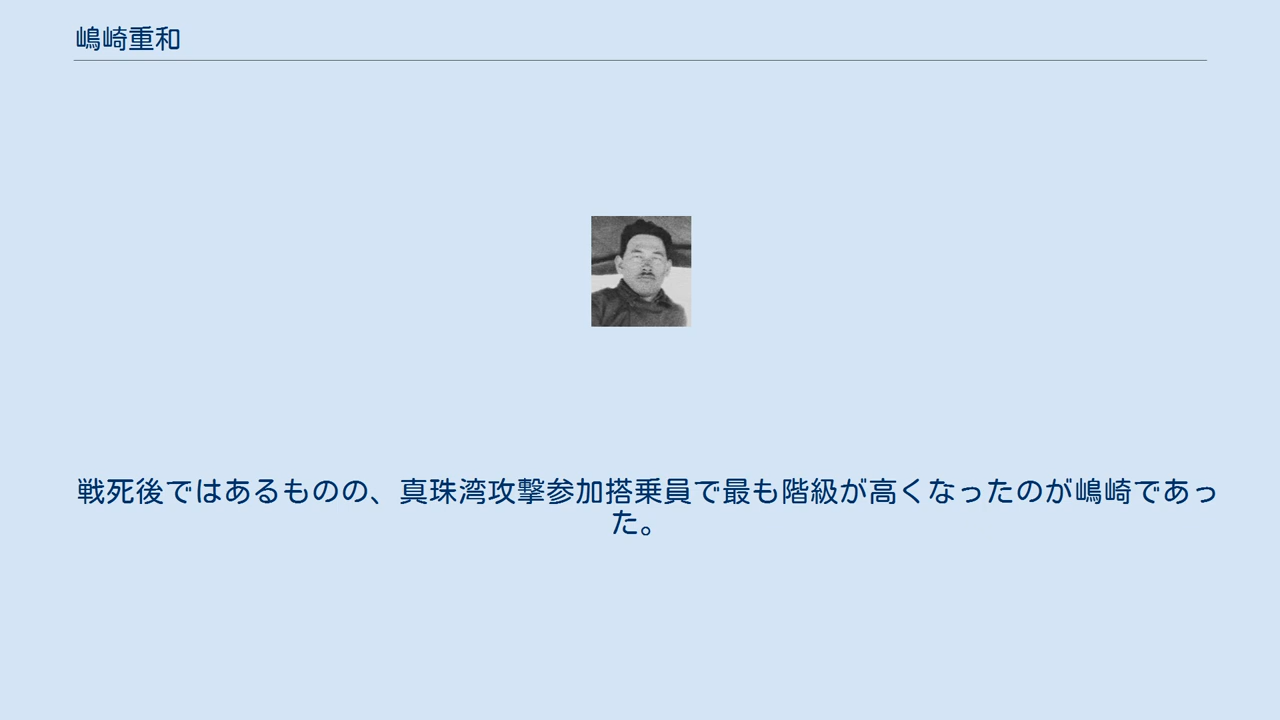 嶋崎重和
戦死後ではあるものの、真珠湾攻撃参加搭乗員で最も階級が高くなったのが嶋崎であっ
た。